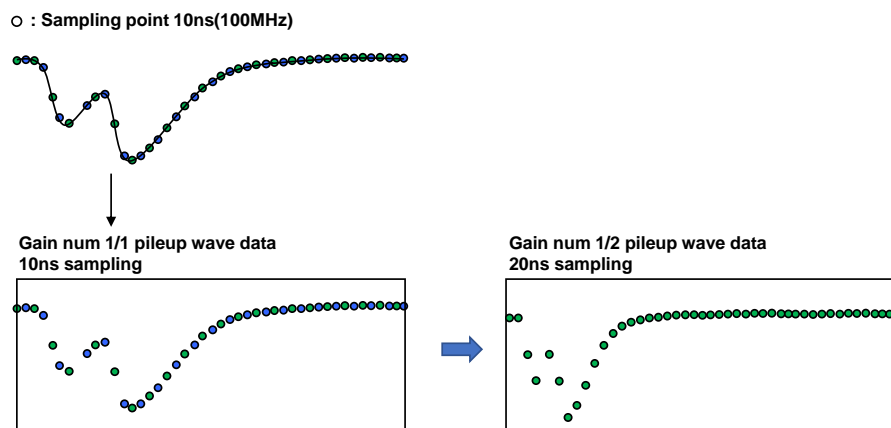 ○ : Sampling point 10ns(100MHz)
Gain num 1/1 pileup wave data
10ns sampling
Gain num 1/2 pileup wave data
20ns sampling